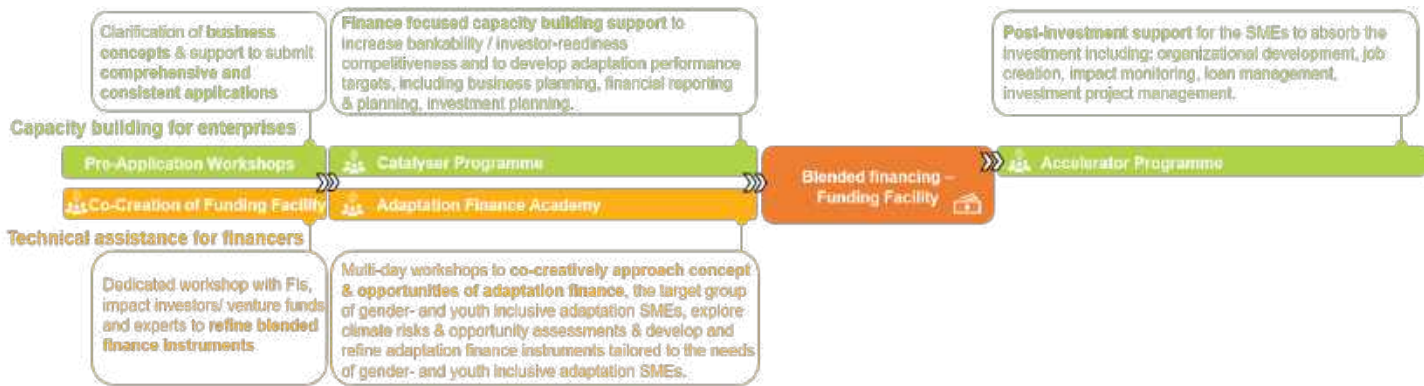 Clarification of business
concepts & support to submit
comprehensive and
consistent applications
Finance focused capacity building support to
increase bankability / investor-readiness
competitiveness and to develop adaptation performance
targets, including business planning, financial reporting
& planning, investment planning.
Post-investment support for the SMEs to absorb the
investment including: organizational development, job
creation, impact monitoring, loan management,
investment project management.
Capacity building for enterprises
Pre-Application Workshops
Catalyser Programme
Blended financing –
Funding Facility
Accelerator Programme
Co-Creation of Funding Facility
Adaptation Finance Academy
Technical assistance for financers
Dedicated workshop with FIs,
impact investors/ venture funds
and experts to refine blended
finance instruments
Multi-day workshops to co-creatively approach concept
& opportunities of adaptation finance, the target group
of gender- and youth inclusive adaptation SMEs, explore
climate risks & opportunity assessments & develop and
refine adaptation finance instruments tailored to the needs
of gender- and youth inclusive adaptation SMEs.